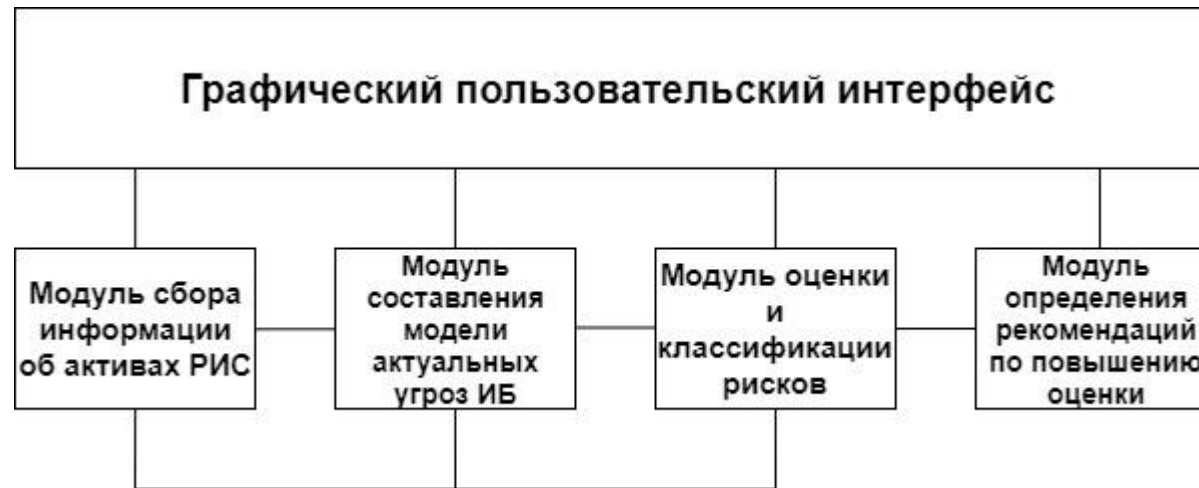 Графический пользовательский интерфейс
Модуль сбора
информации
об активах РИС
Модуль
составления
модели
актуальных
угроз ИБ
Модуль оценки
и
классификации
рисков
Модуль
определения
рекомендаций
по повышению
оценки